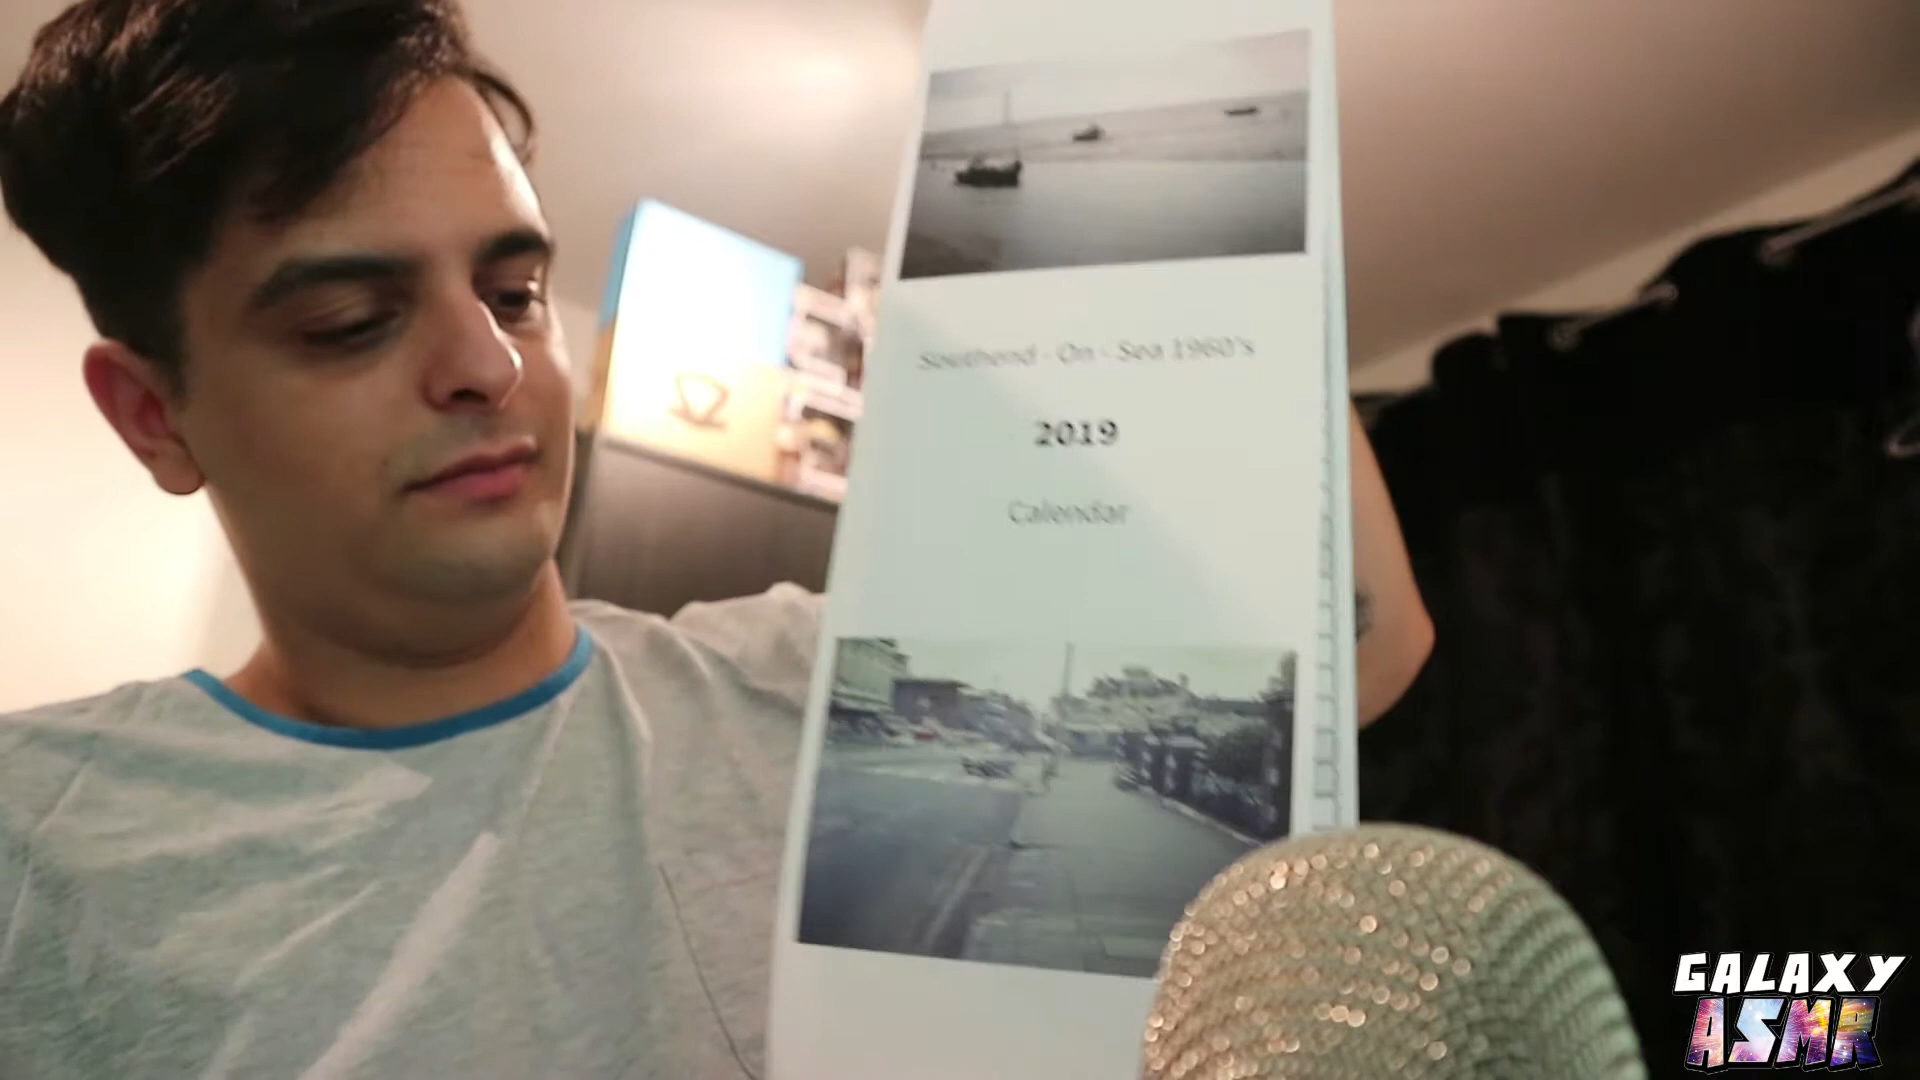 Southend - On - Sea 1960's
2019
Calendar
GALAXY
ASMR